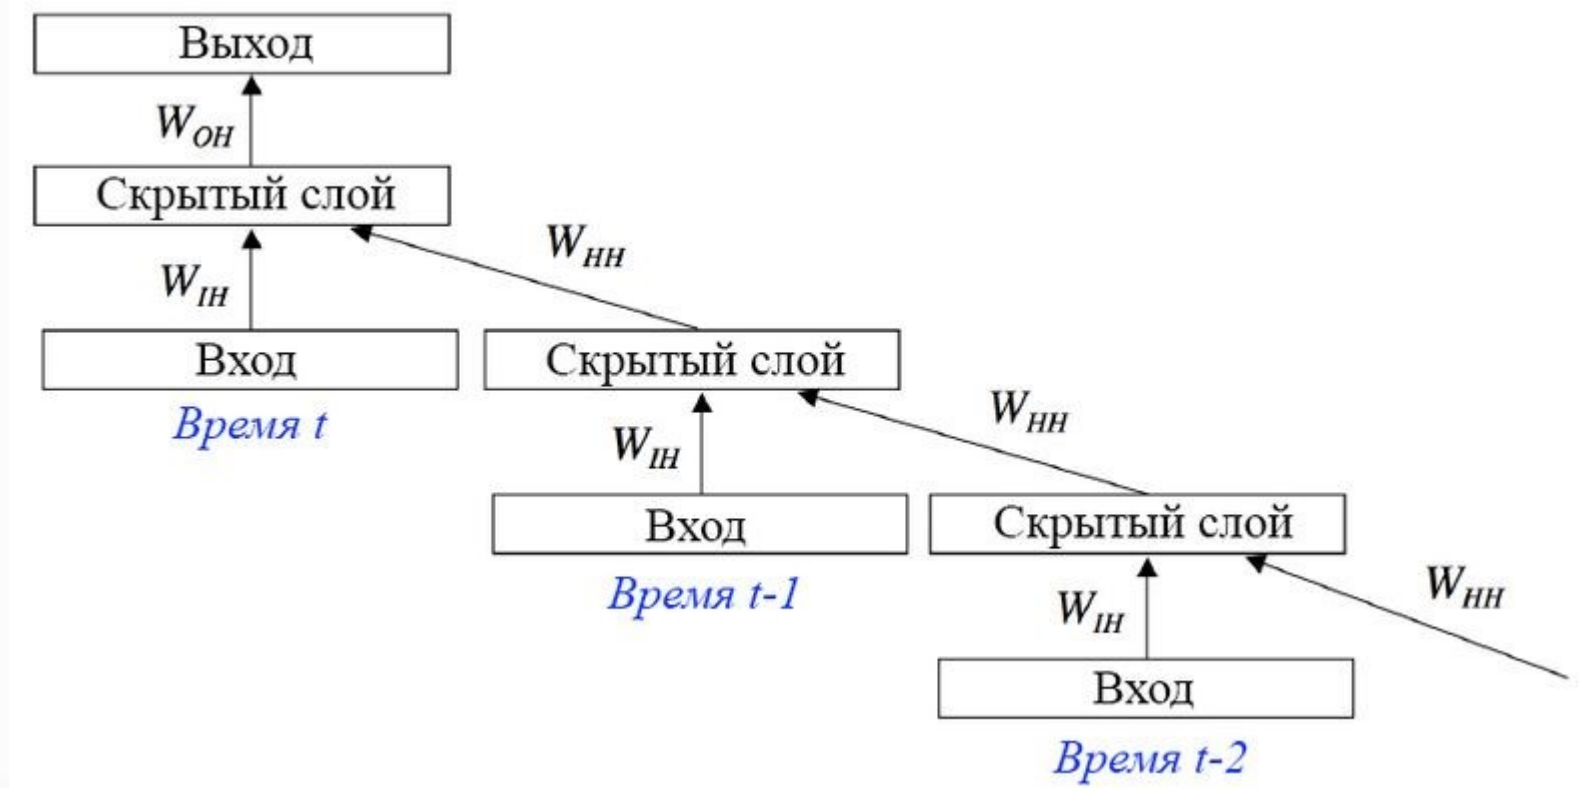 Выход
W_OH
Скрытый слой
W_HH
W_IH
Вход
Скрытый слой
Время t
W_HH
W_IH
Вход
Скрытый слой
Время t-1
W_HH
W_IH
Вход
Время t-2